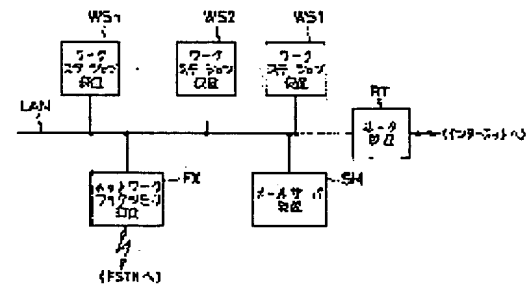 WSn
WS2
WS1
ワーク
ステーション
装置
ワーク
ステーション
装置
ワーク
ステーション
装置
RT
LAN
ルータ
装置
(インターネットへ)
FX
SM
ネットワーク
ファクシミリ
装置
メールサーバ
装置
(PSTNへ)